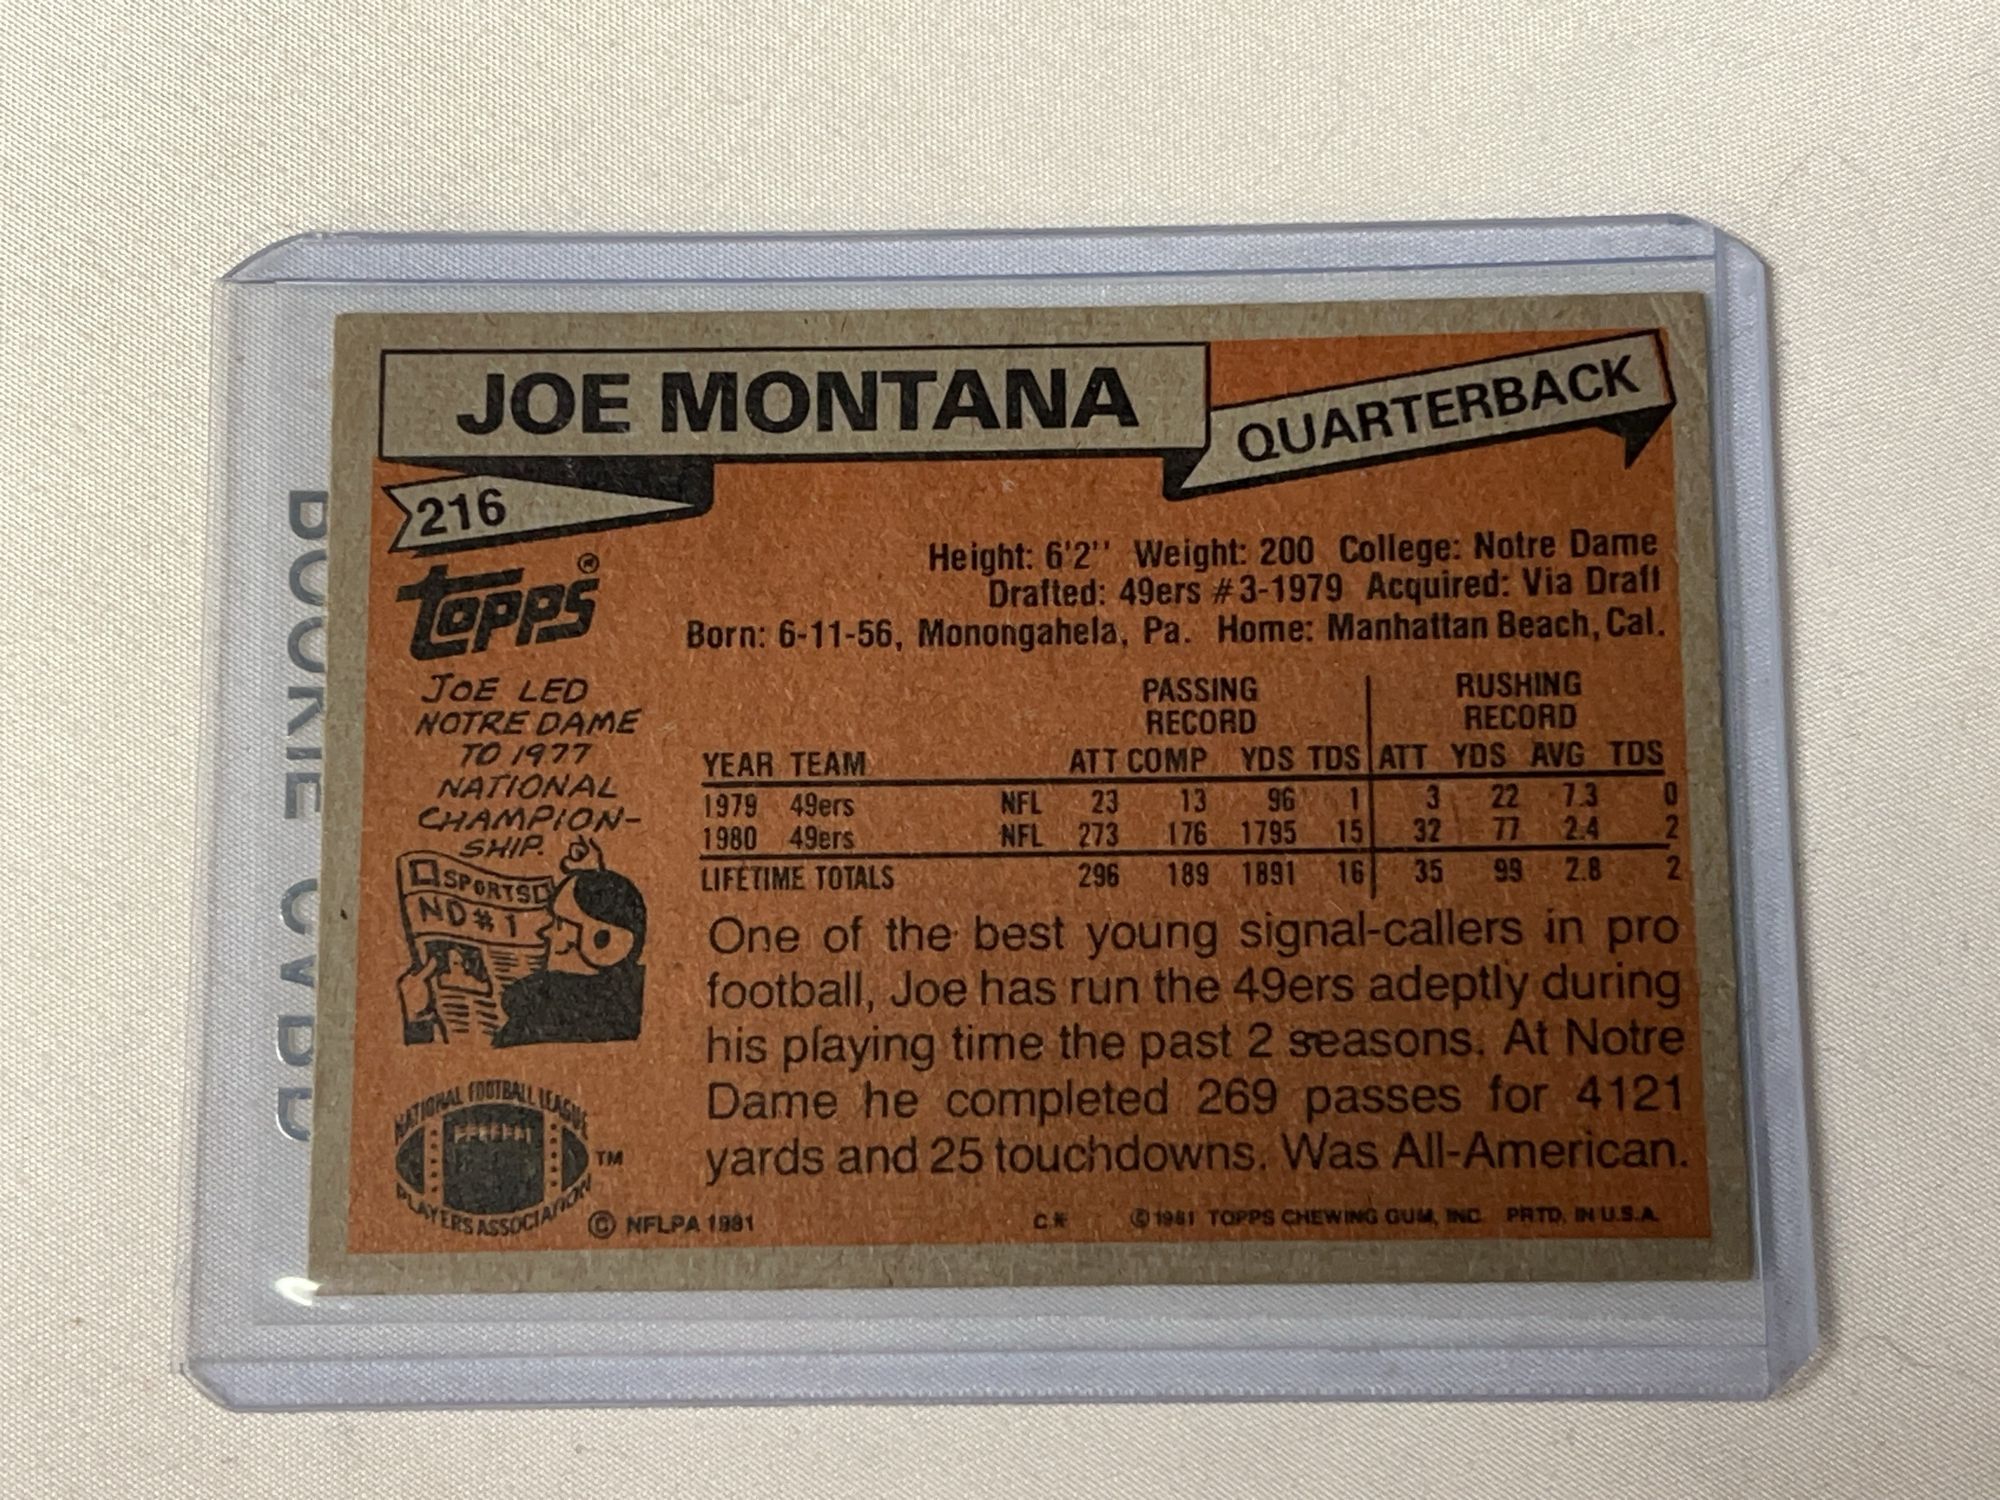 JOE MONTANA
QUARTERBACK
216
TOPPS®
Height: 6'2'' Weight: 200 College: Notre Dame
Drafted: 49ers #3-1979 Acquired: Via Draft
Born: 6-11-56, Monongahela, Pa. Home: Manhattan Beach, Cal.
JOE LED
NOTRE DAME
TO 1977
NATIONAL
CHAMPION-
SHIP.
SPORTS
ND #1
PASSING RUSHING
RECORD RECORD
YEAR TEAM ATT COMP YDS TDS ATT YDS AVG TDS
1979 49ers NFL 23 13 96 1 3 22 7.3 0
1980 49ers NFL 273 176 1795 15 32 77 2.4 2
LIFETIME TOTALS 296 189 1891 16 35 99 2.8 2
One of the best young signal-callers in pro
football, Joe has run the 49ers adeptly during
his playing time the past 2 seasons. At Notre
Dame he completed 269 passes for 4121
yards and 25 touchdowns. Was All-American.
NATIONAL FOOTBALL LEAGUE
PLAYERS ASSOCIATION
TM
© NFLPA 1981
C.* © 1981 TOPPS CHEWING GUM, INC. PRTD. IN U.S.A.